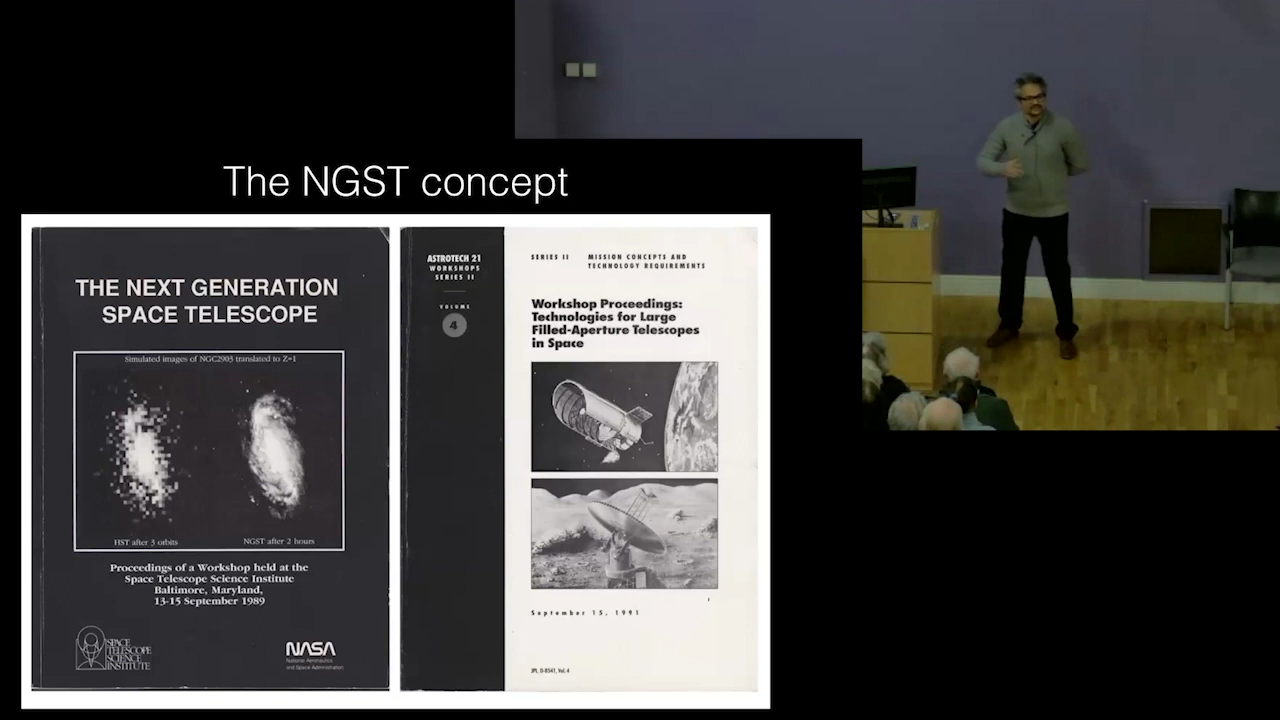 The NGST concept
THE NEXT GENERATION
SPACE TELESCOPE
Simulated images of NGC2903 translated to Z=1
HST after 3 orbits
NGST after 2 hours
Proceedings of a Workshop held at the
Space Telescope Science Institute
Baltimore, Maryland,
13-15 September 1989
SPACE
TELESCOPE
SCIENCE
INSTITUTE
NASA
National Aeronautics
and Space Administration
ASTROTECH 21
WORKSHOPS
SERIES II
VOLUME
4
SERIES II
MISSION CONCEPTS AND
TECHNOLOGY REQUIREMENTS
Workshop Proceedings:
Technologies for Large
Filled-Aperture Telescopes
in Space
September 15, 1991
JPL D-8541, Vol. 4